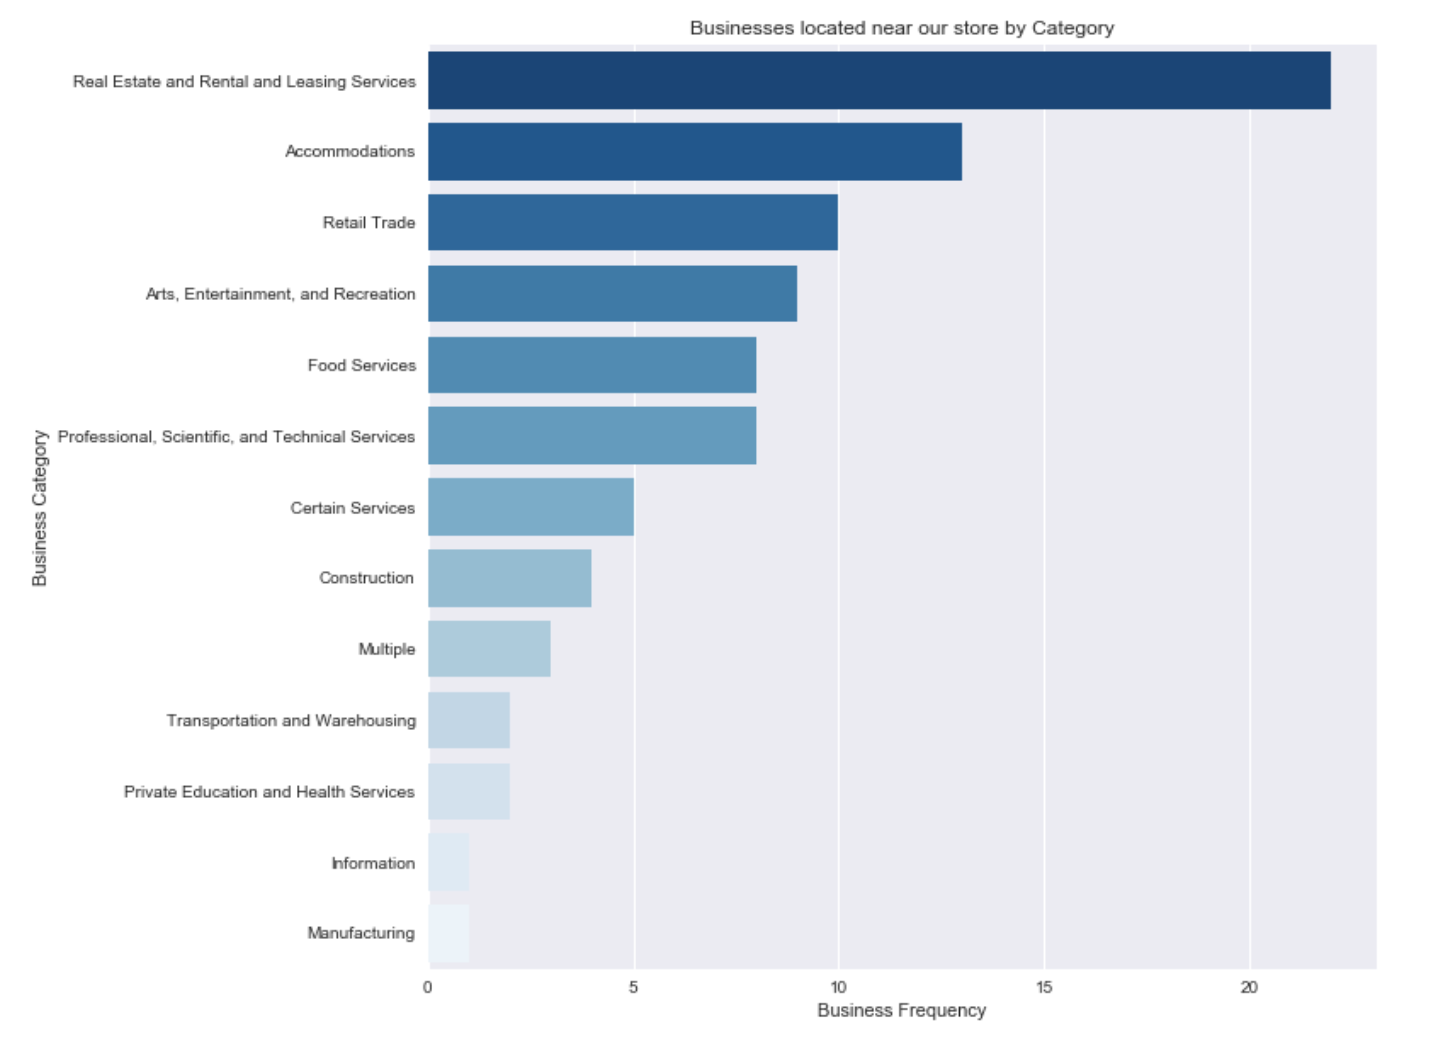 Businesses located near our store by Category
Real Estate and Rental and Leasing Services
Accommodations
Retail Trade
Arts, Entertainment, and Recreation
Food Services
Professional, Scientific, and Technical Services
Certain Services
Construction
Multiple
Transportation and Warehousing
Private Education and Health Services
Information
Manufacturing
Business Category
0 5 10 15 20
Business Frequency